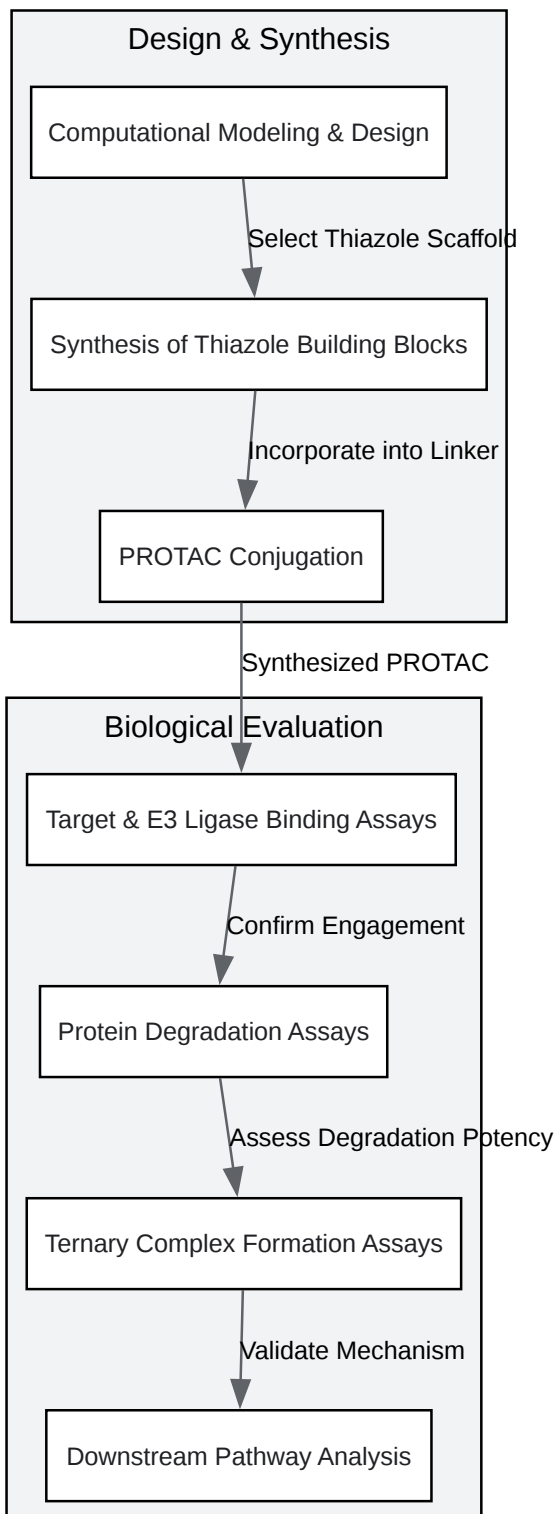 Design & Synthesis
Computational Modeling & Design
Select Thiazole Scaffold
Synthesis of Thiazole Building Blocks
Incorporate into Linker
PROTAC Conjugation
Synthesized PROTAC
Biological Evaluation
Target & E3 Ligase Binding Assays
Confirm Engagement
Protein Degradation Assays
Assess Degradation Potency
Ternary Complex Formation Assays
Validate Mechanism
Downstream Pathway Analysis